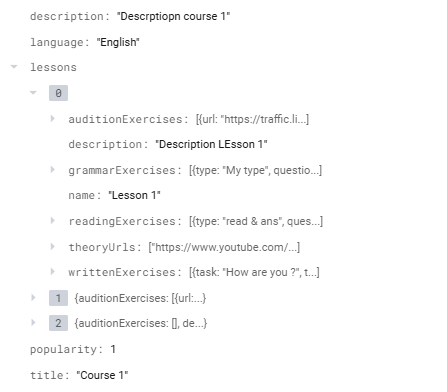 description: "Descrptiopn course 1"
language: "English"
lessons
0
auditionExercises: [{url: "https://traffic.li...]
description: "Description LEsson 1"
grammarExercises: [{type: "My type", questio...]
name: "Lesson 1"
readingExercises: [{type: "read & ans", ques...]
theoryUrls: ["https://www.youtube.com/...]
writtenExercises: [{task: "How are you ?", t...]
1 {auditionExercises: [{url:...}
2 {auditionExercises: [], de...}
popularity: 1
title: "Course 1"